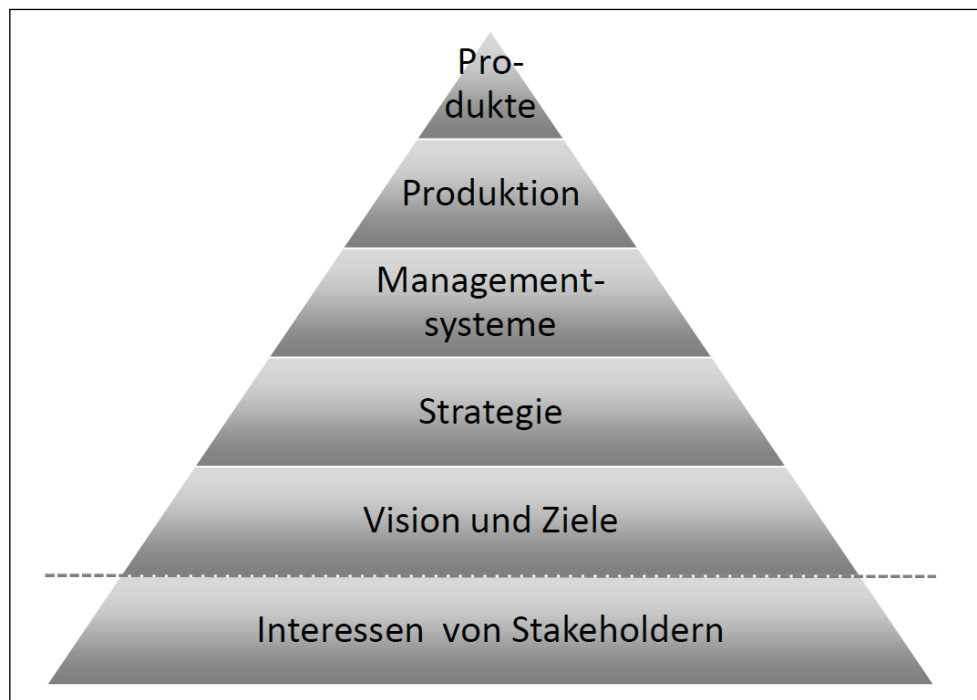 Pro-
dukte
Produktion
Management-
systeme
Strategie
Vision und Ziele
Interessen von Stakeholdern